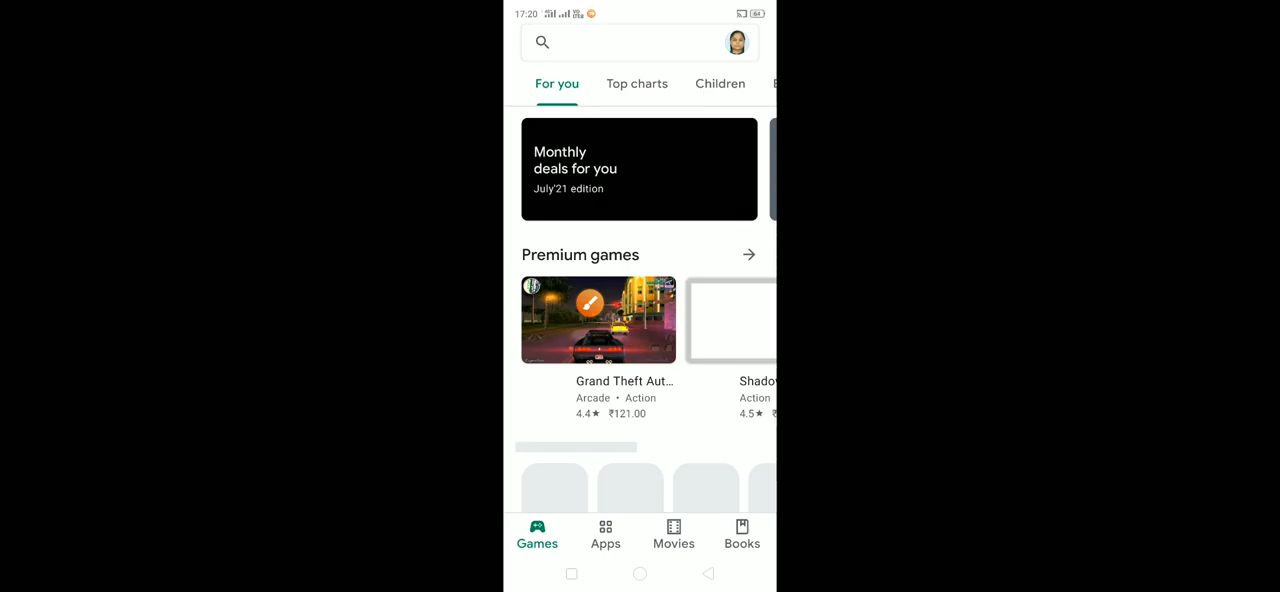 17:20
64
For you
Top charts
Children
Monthly
deals for you
July'21 edition
Premium games
Grand Theft Aut...
Arcade • Action
4.4★ ₹121.00
Shado
Action
4.5★
Games
Apps
Movies
Books